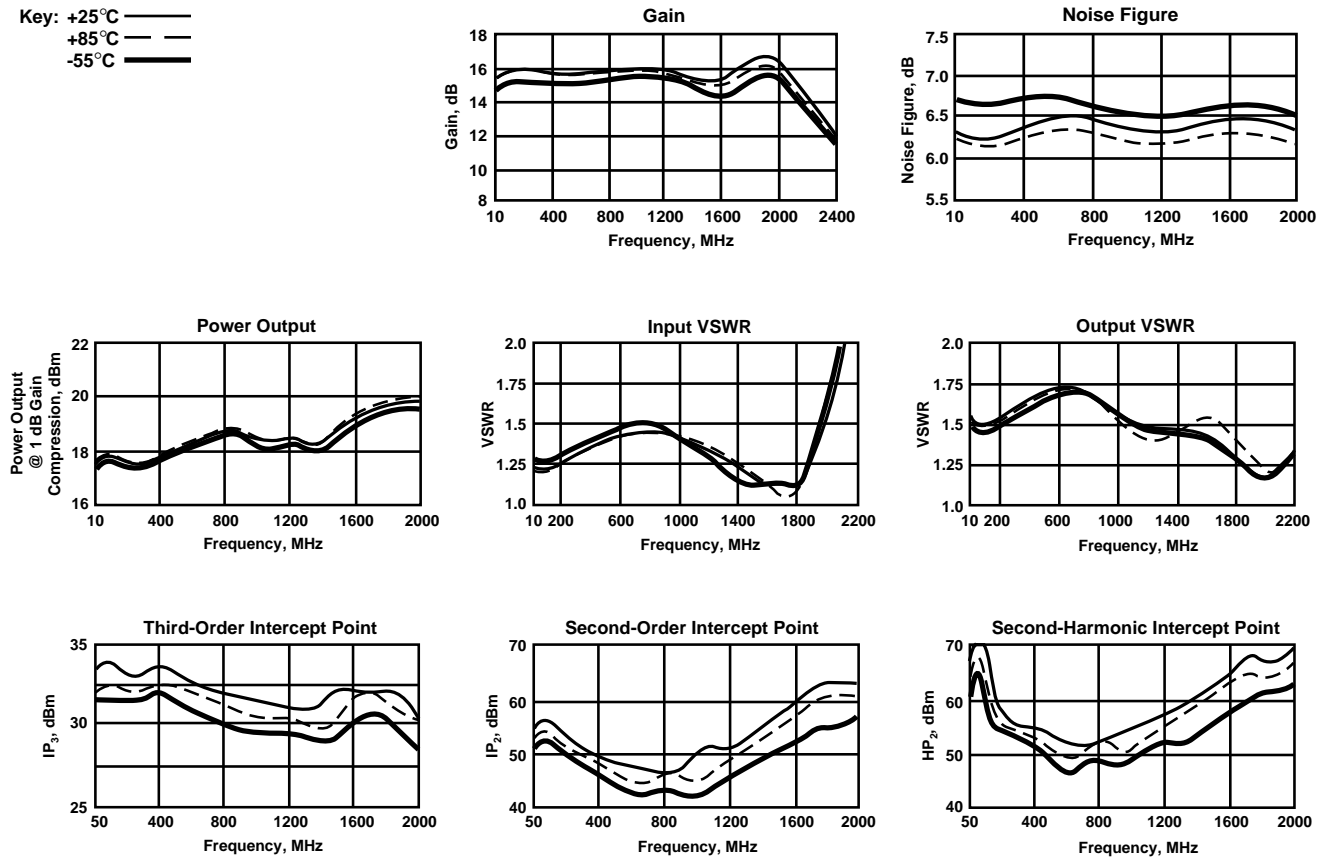 Key: +25°C
+85°C
-55°C
Gain
18
16
14
12
10
8
Gain, dB
10 400 800 1200 1600 2000 2400
Frequency, MHz
Noise Figure
7.5
7.0
6.5
6.0
5.5
Noise Figure, dB
10 400 800 1200 1600 2000
Frequency, MHz
Power Output
22
20
18
16
Power Output
@ 1 dB Gain
Compression, dBm
10 400 800 1200 1600 2000
Frequency, MHz
Input VSWR
2.0
1.75
1.5
1.25
1.0
VSWR
10 200 600 1000 1400 1800 2200
Frequency, MHz
Output VSWR
2.0
1.75
1.5
1.25
1.0
VSWR
10 200 600 1000 1400 1800 2200
Frequency, MHz
Third-Order Intercept Point
35
30
25
IP3, dBm
50 400 800 1200 1600 2000
Frequency, MHz
Second-Order Intercept Point
70
60
50
40
IP2, dBm
50 400 800 1200 1600 2000
Frequency, MHz
Second-Harmonic Intercept Point
70
60
50
40
HP2, dBm
50 400 800 1200 1600 2000
Frequency, MHz